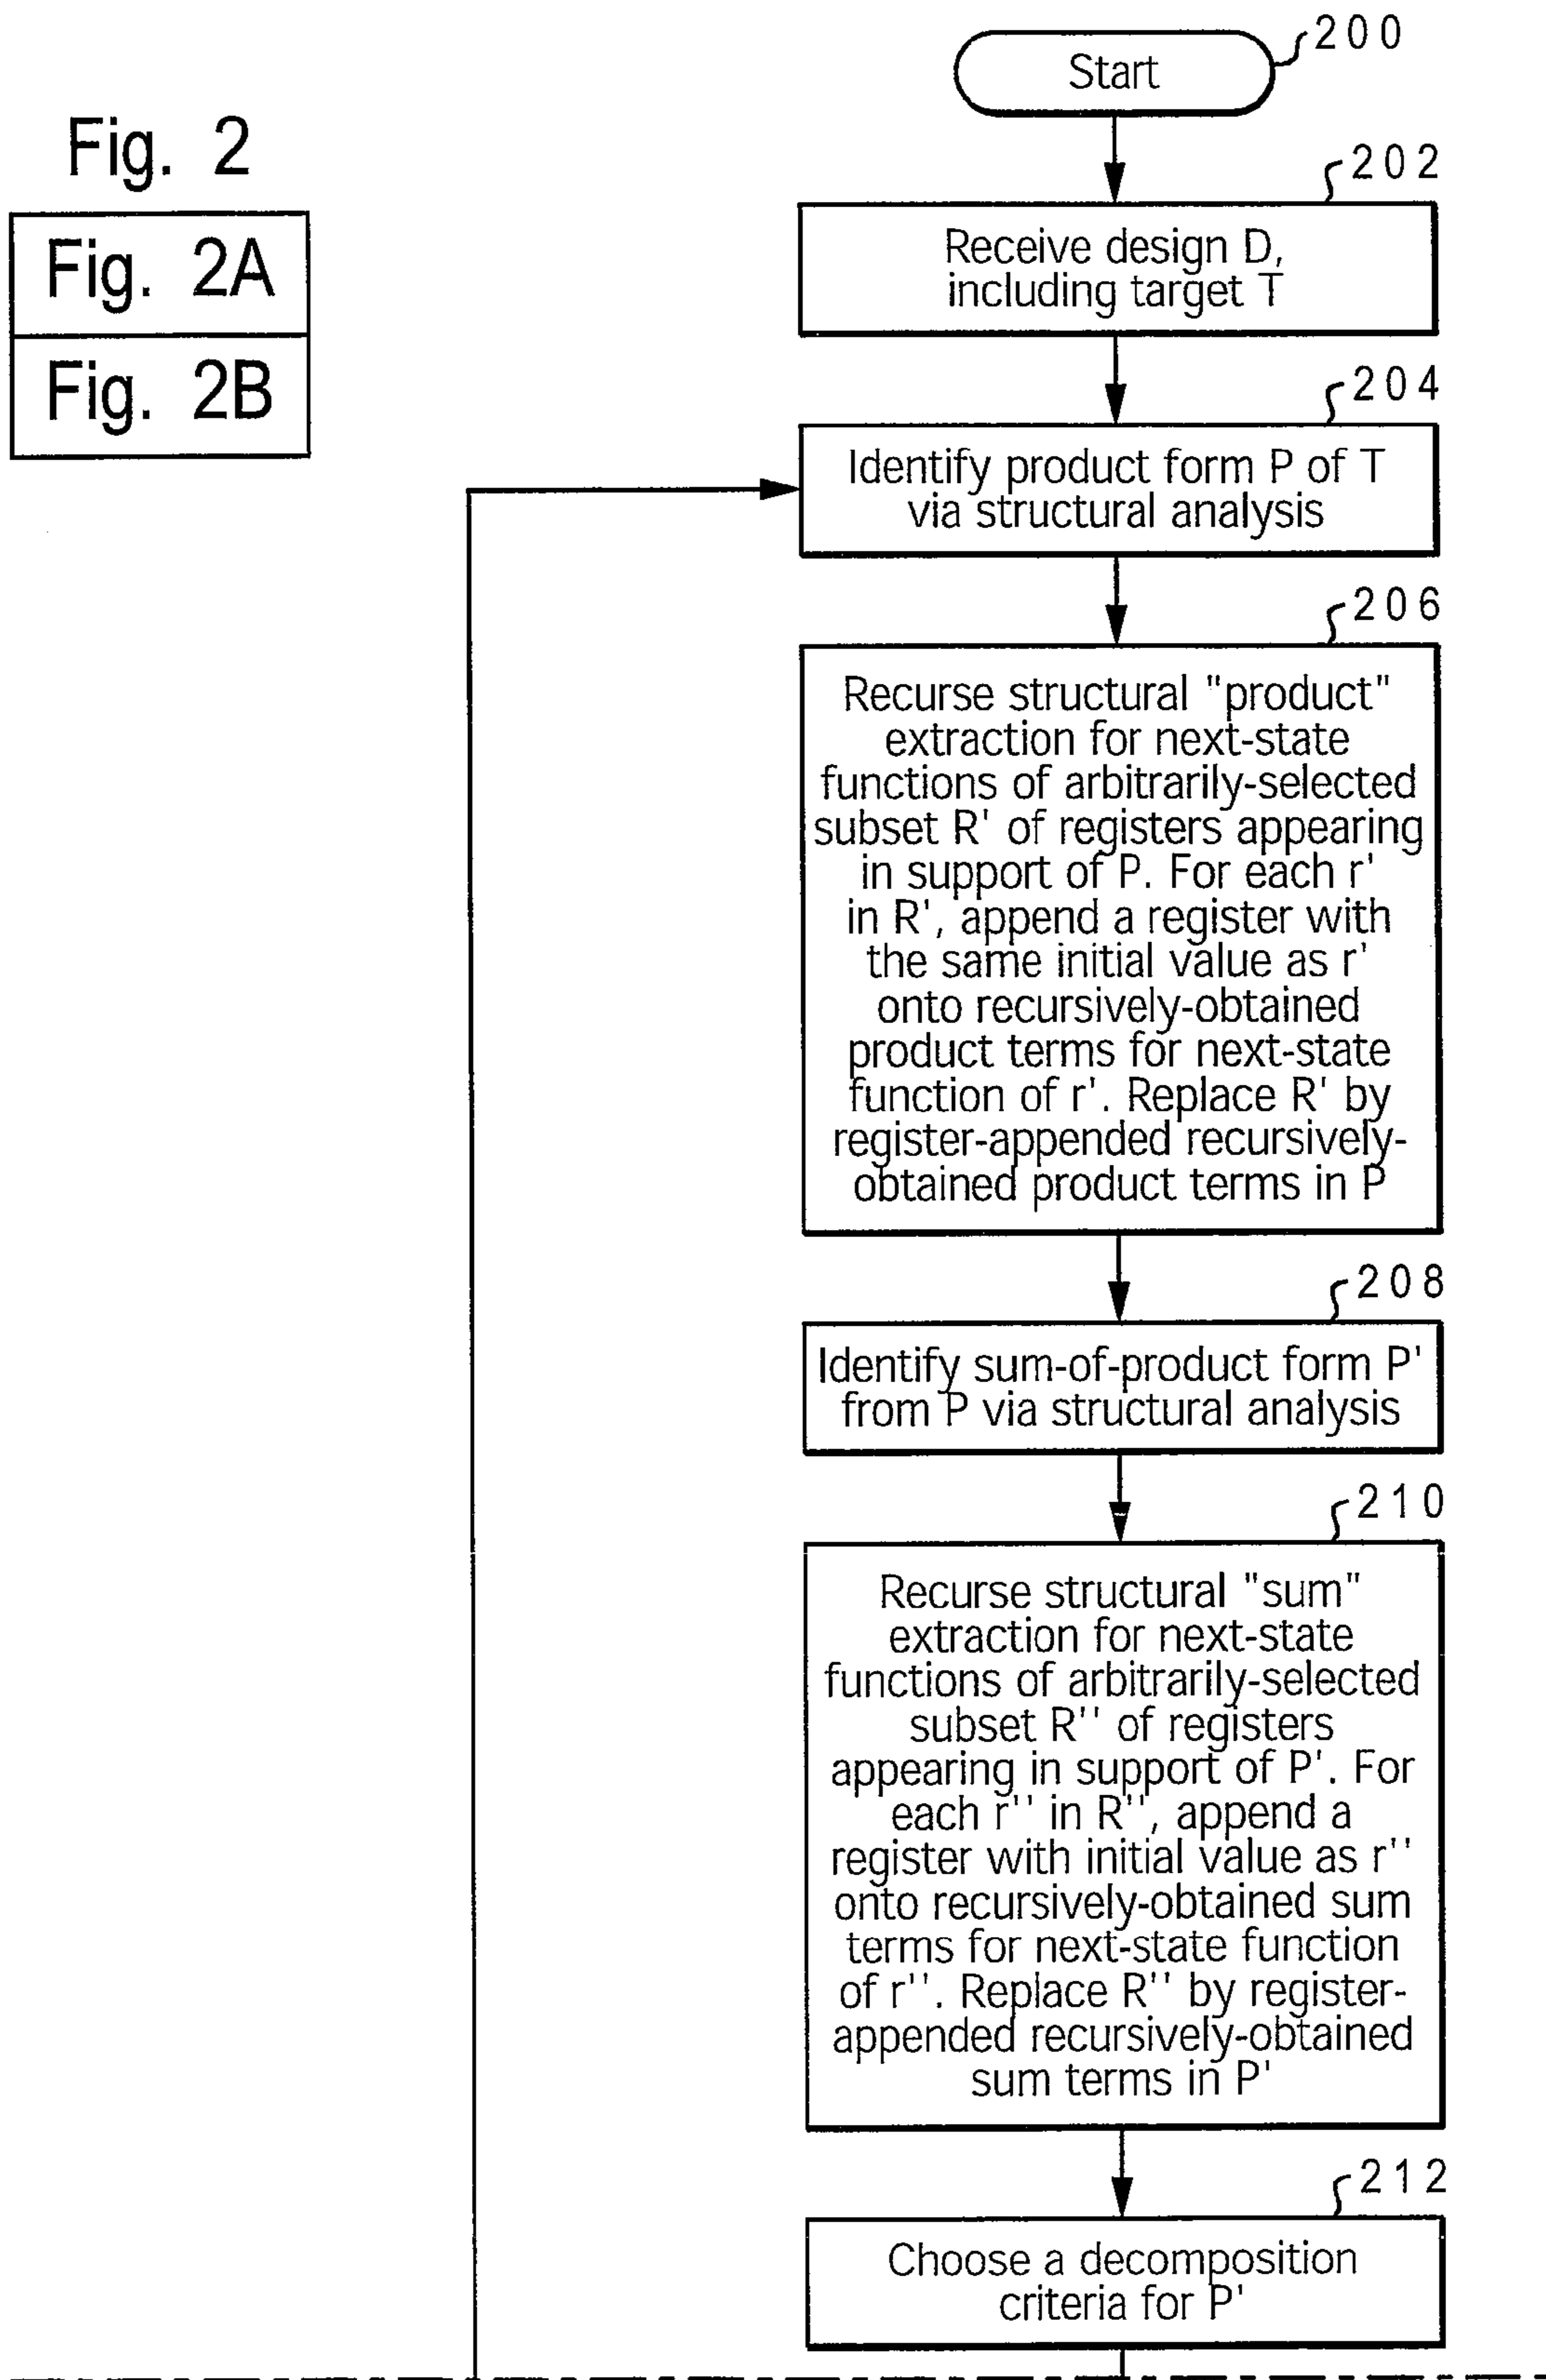 Fig. 2
Fig. 2A
Fig. 2B
200
Start
202
Receive design D,
including target T
204
Identify product form P of T
via structural analysis
206
Recurse structural "product"
extraction for next-state
functions of arbitrarily-selected
subset R' of registers appearing
in support of P. For each r'
in R', append a register with
the same initial value as r'
onto recursively-obtained
product terms for next-state
function of r'. Replace R' by
register-appended recursively-
obtained product terms in P
208
Identify sum-of-product form P'
from P via structural analysis
210
Recurse structural "sum"
extraction for next-state
functions of arbitrarily-selected
subset R'' of registers
appearing in support of P'. For
each r'' in R'', append a
register with initial value as r''
onto recursively-obtained sum
terms for next-state function
of r''. Replace R'' by register-
appended recursively-obtained
sum terms in P'
212
Choose a decomposition
criteria for P'